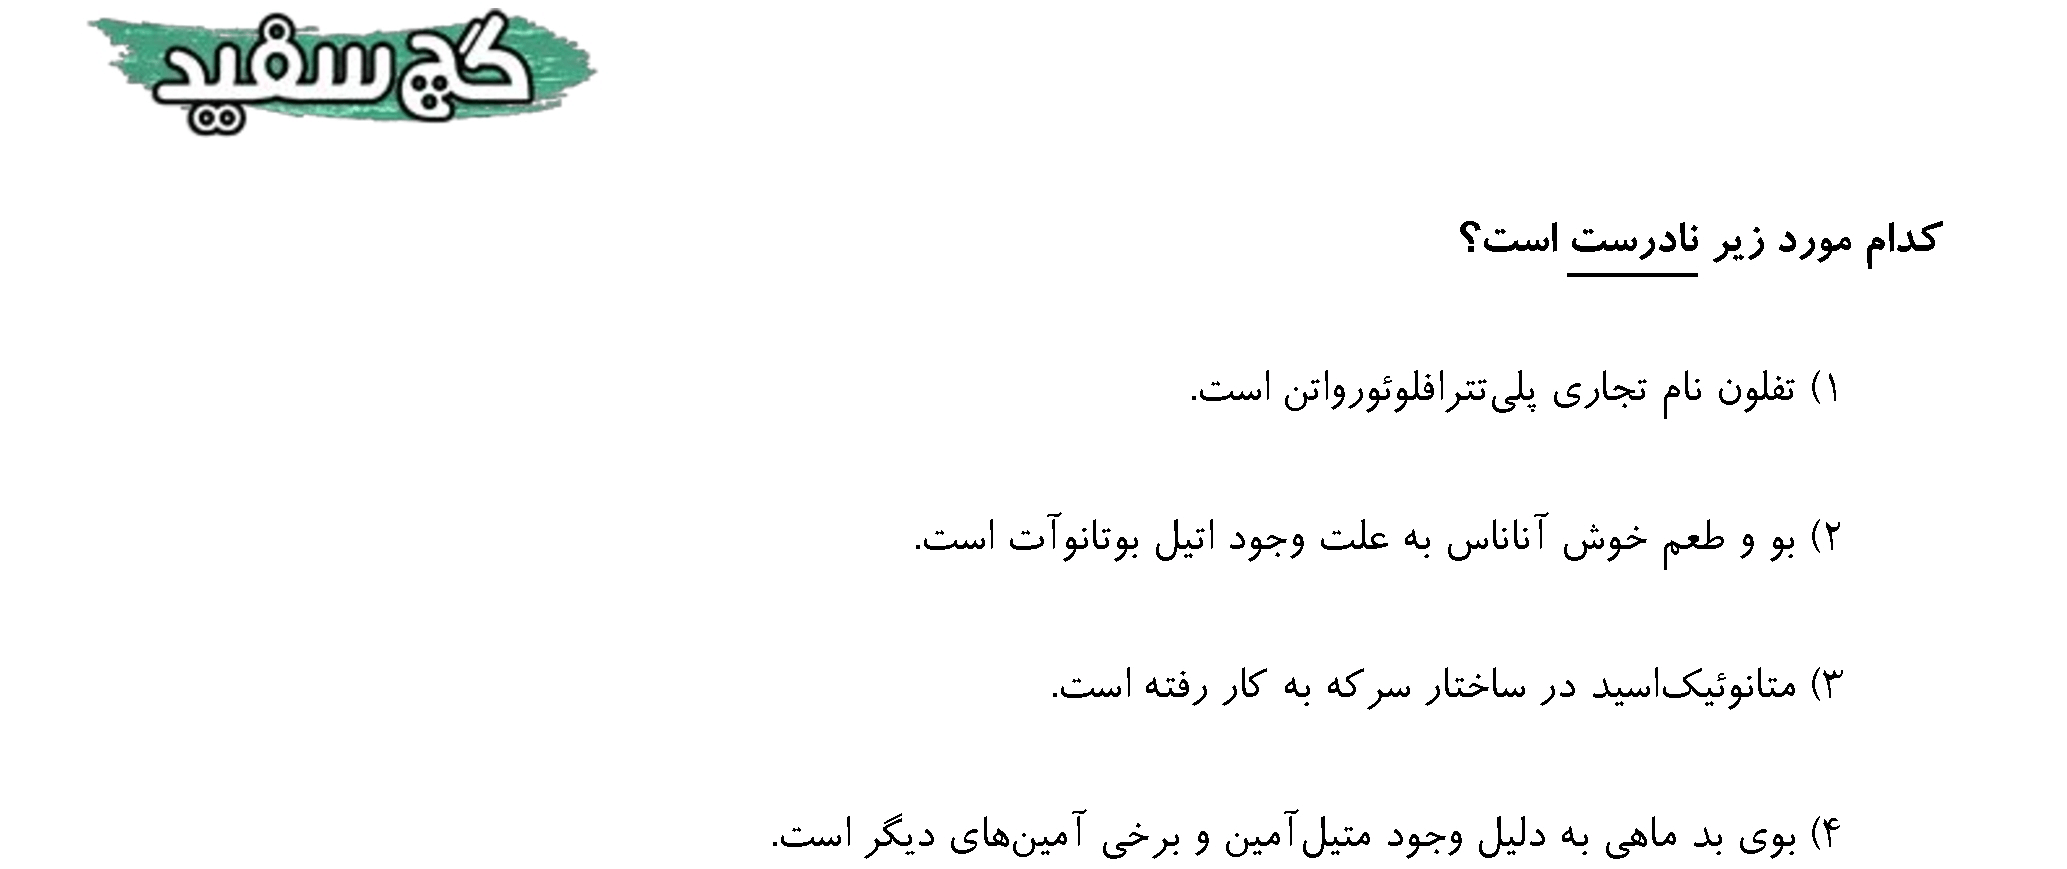 گچ سفید
کدام مورد زیر نادرست است؟
۱) تفلون نام تجاری پلی‌تترافلوئورواتن است.
۲) بو و طعم خوش آناناس به علت وجود اتیل بوتانوآت است.
۳) متانوئیک‌اسید در ساختار سرکه به کار رفته است.
۴) بوی بد ماهی به دلیل وجود متیل‌آمین و برخی آمین‌های دیگر است.